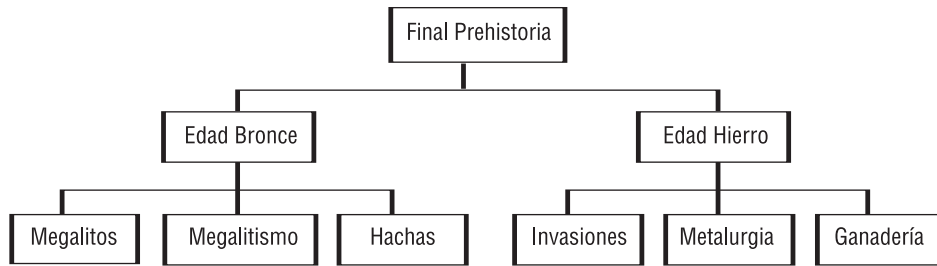 Final Prehistoria
Edad Bronce
Edad Hierro
Megalitos
Megalitismo
Hachas
Invasiones
Metalurgia
Ganadería